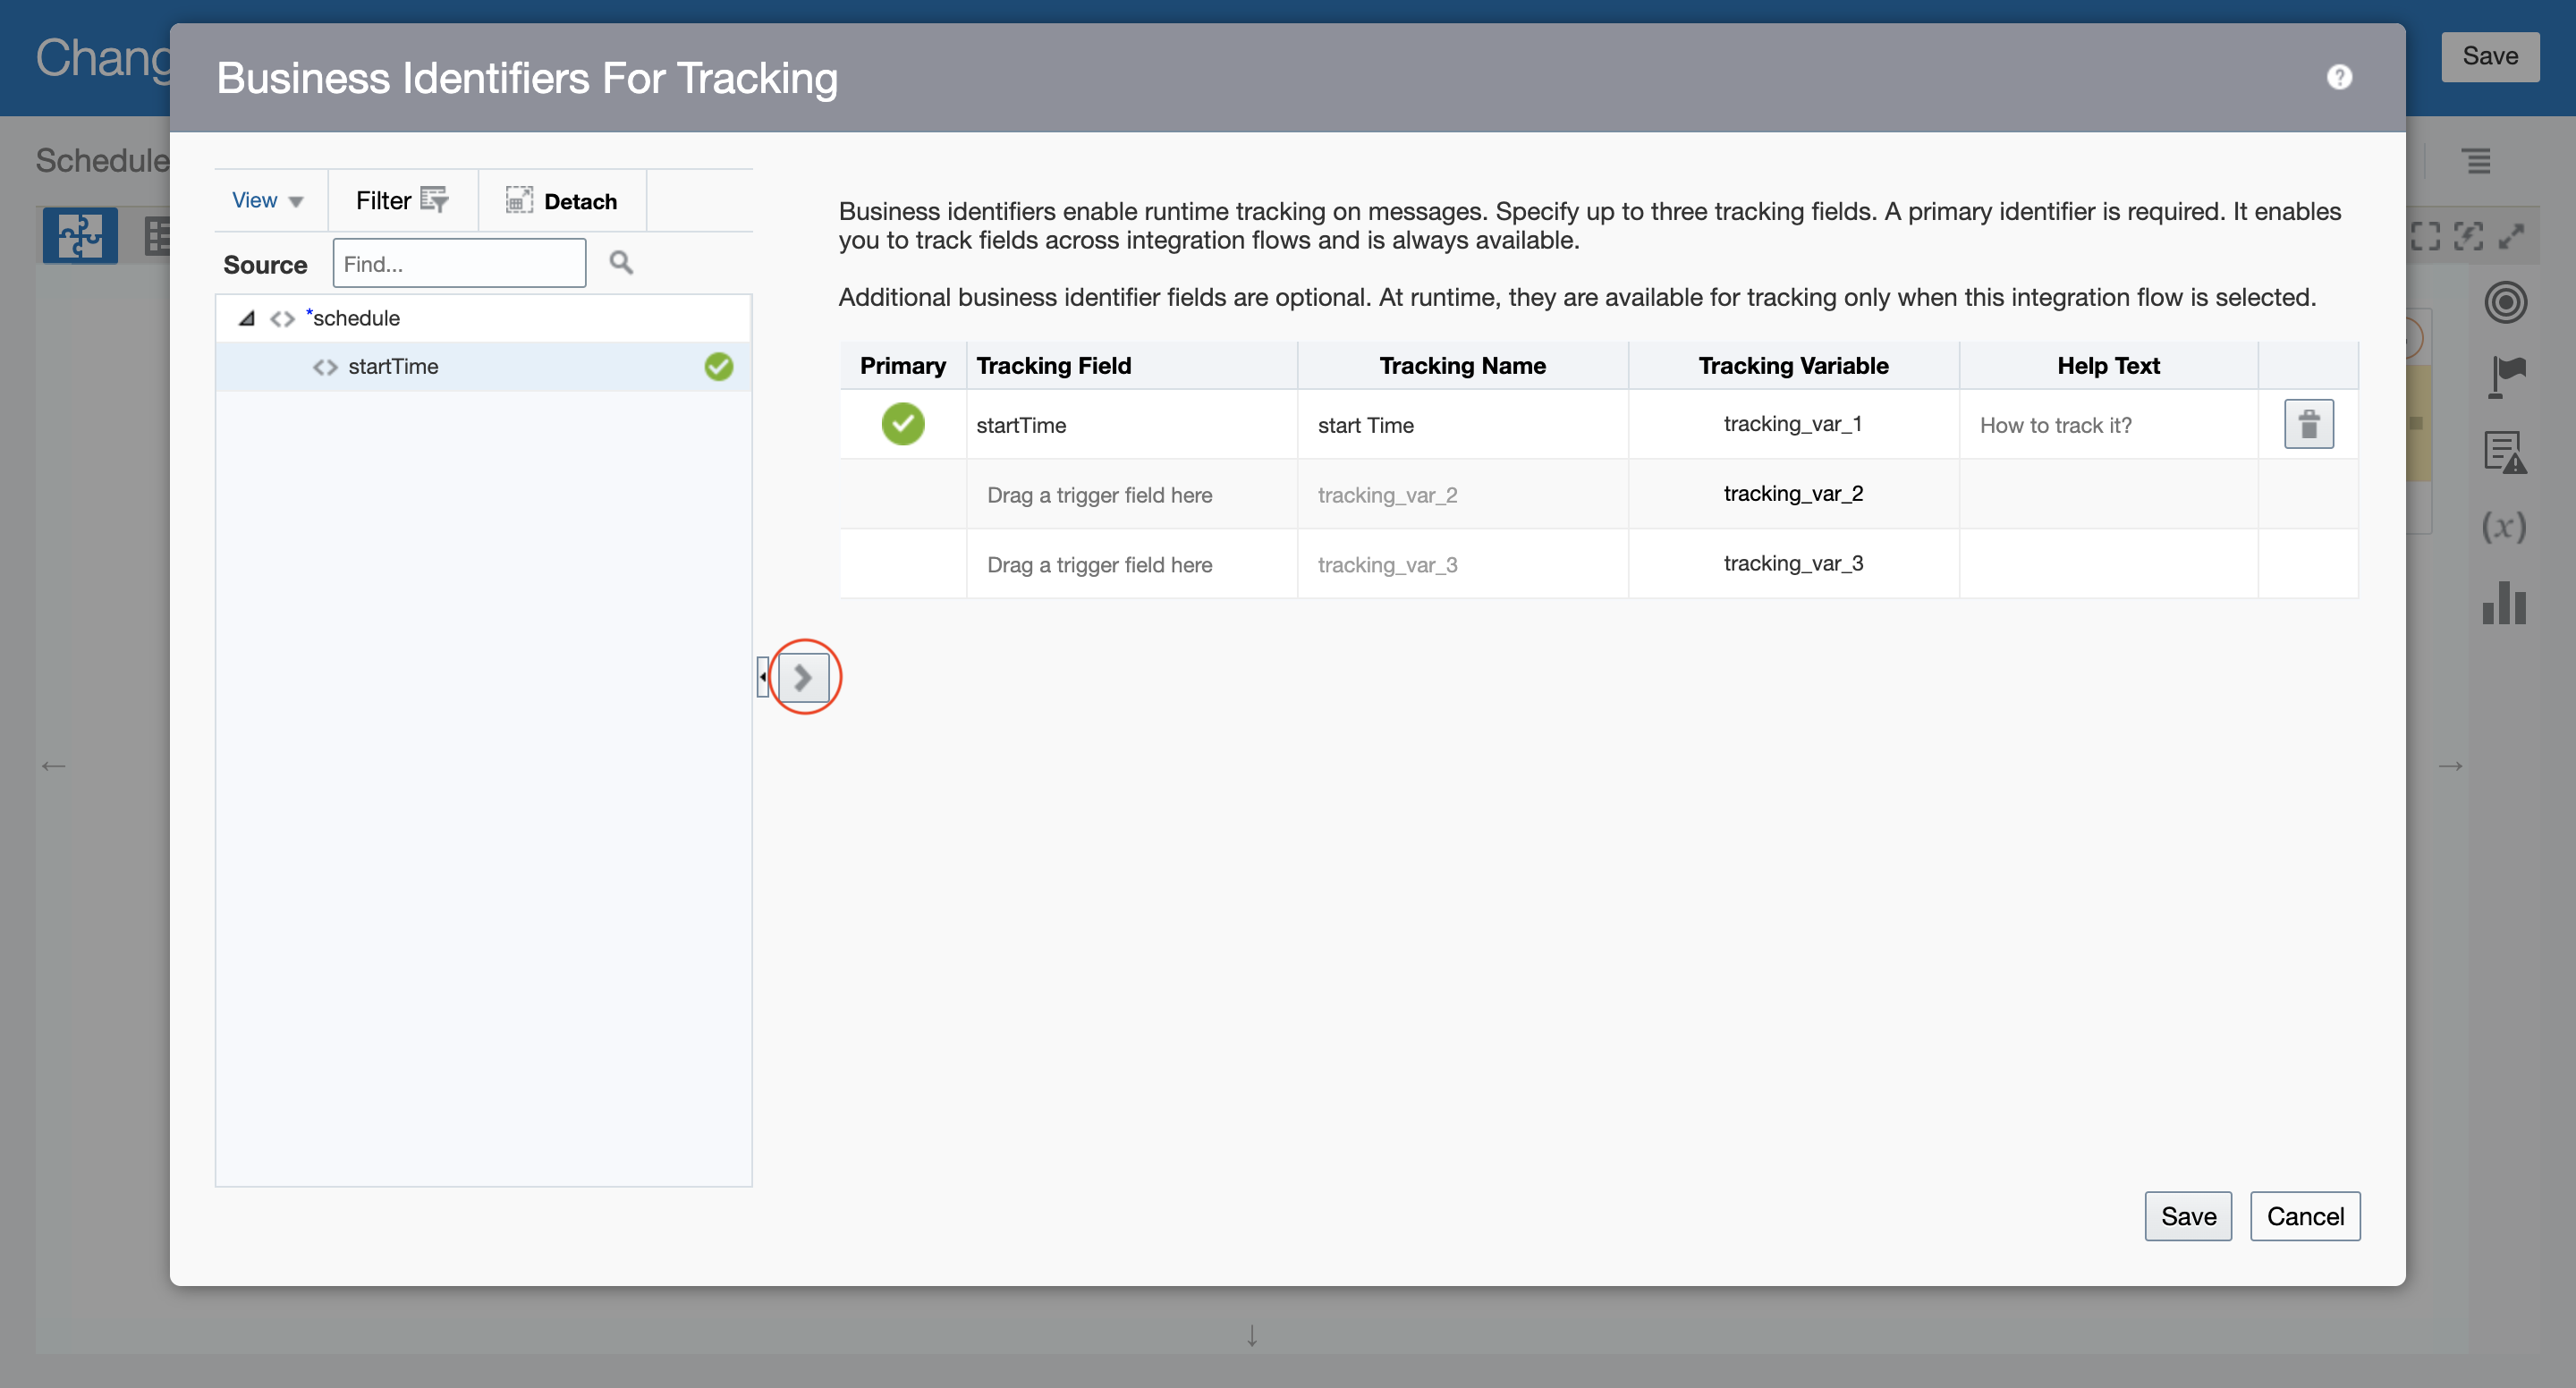 Chang
Save
Business Identifiers For Tracking
?
Schedule
View
Filter
Detach
Source
Find...
*schedule
startTime
Business identifiers enable runtime tracking on messages. Specify up to three tracking fields. A primary identifier is required. It enables
you to track fields across integration flows and is always available.
Additional business identifier fields are optional. At runtime, they are available for tracking only when this integration flow is selected.
Primary Tracking Field Tracking Name Tracking Variable Help Text
startTime start Time tracking_var_1 How to track it?
Drag a trigger field here tracking_var_2 tracking_var_2
Drag a trigger field here tracking_var_3 tracking_var_3
(x)
Save Cancel